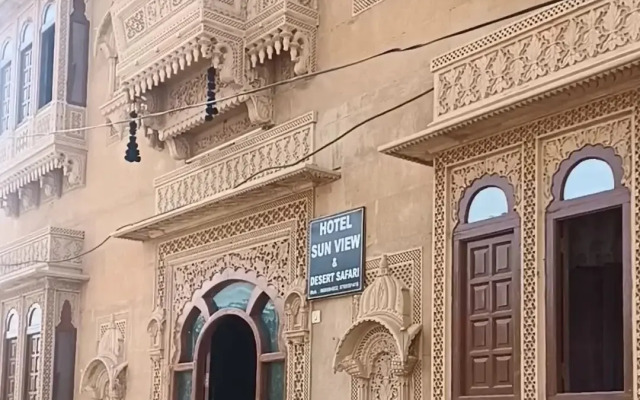 HOTEL
SUN VIEW
&
DESERT SAFARI